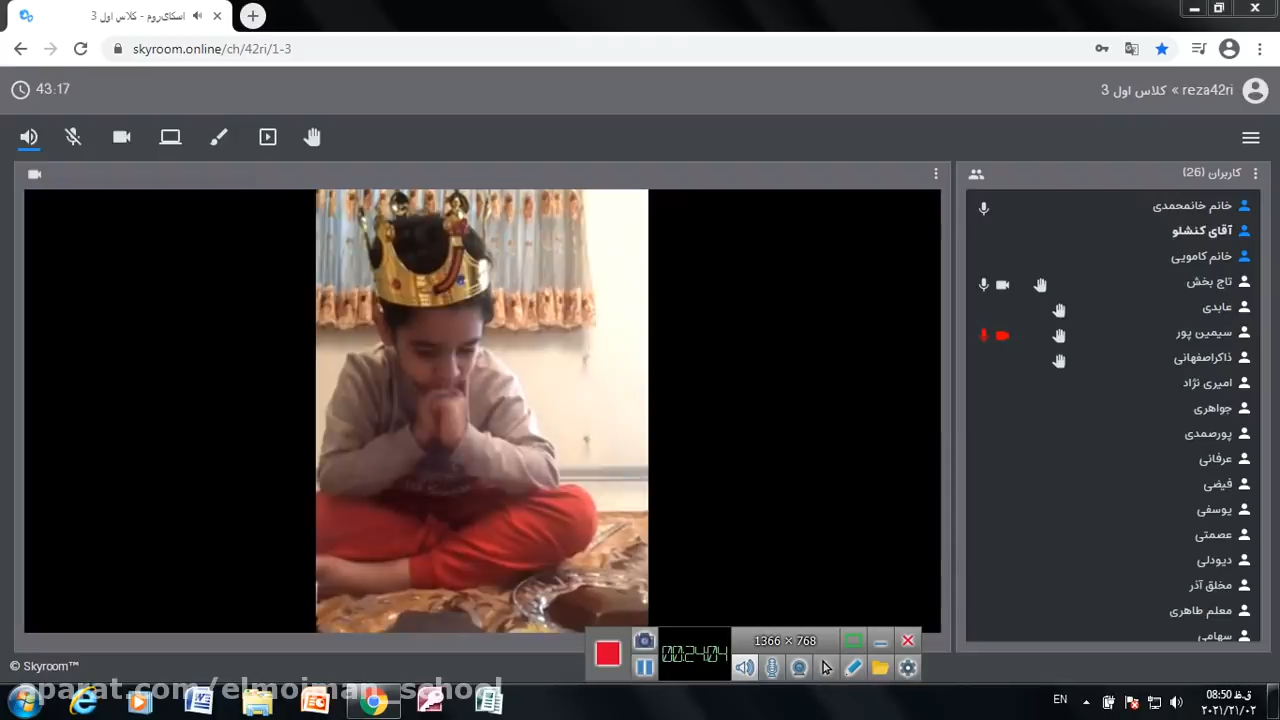 اسکای‌روم - کلاس اول 3
skyroom.online/ch/42ri/1-3
43:17
reza42ri » کلاس اول 3
کاربران (26)
خانم خانمحمدی
آقای کنشلو
خانم کامویی
تاج بخش
عابدی
سیمین پور
ذاکراصفهانی
امیری نژاد
جواهری
پورصمدی
عرفانی
فیضی
یوسفی
عصمتی
دیودلی
مخلق آذر
معلم طاهری
سهامی
1366 × 768
00:24:04
© Skyroom™
aparat.com/elmoiman_school
EN
08:50 ق.ظ
۲۰۲۱/۲۱/۰۲